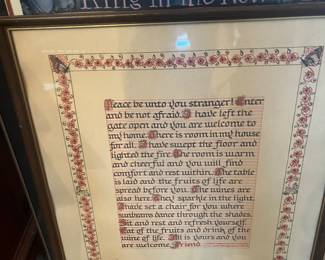 King in the New
Peace be unto you stranger! Enter
and be not afraid. I have left the
gate open and you are welcome to
my home. There is room in my house
for all. I have swept the floor and
lighted the fire. The room is warm
and cheerful and you will find
comfort and rest within. The table
is laid and the fruits of life are
spread before you. The wines are
also here. They sparkle in the light.
I have set a chair for you where
sunbeams dance through the shades.
Sit and rest and refresh yourself.
Eat of the fruits and drink of the
wine of life. All is yours and you
are welcome. Friend